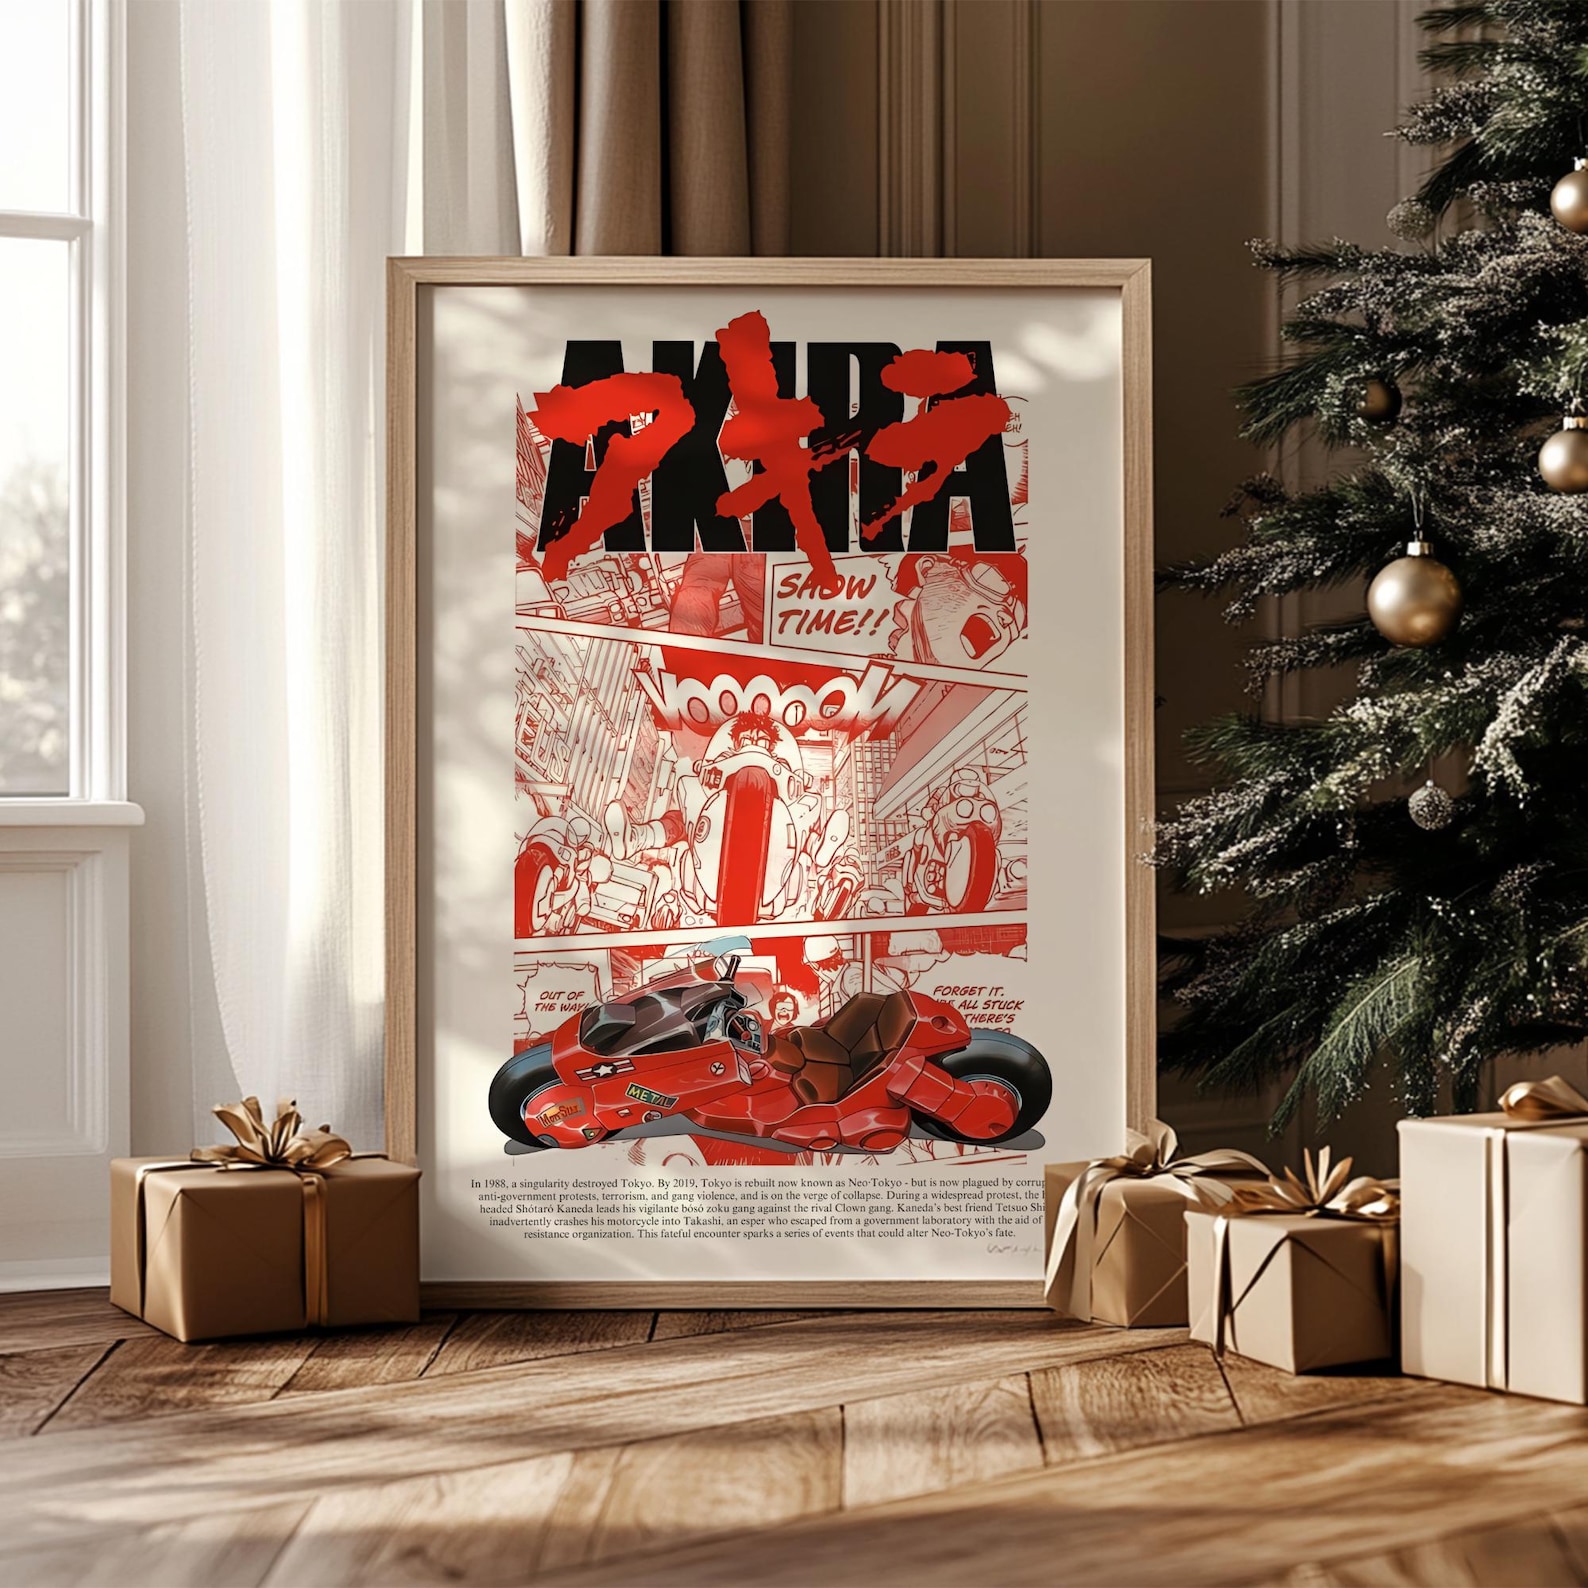 AKIRA
アキラ
SHOW
TIME!!
VOOOOOM
OUT OF
THE WAY!
FORGET IT.
ALL STUCK
THERE'S
METAL
In 1988, a singularity destroyed Tokyo. By 2019, Tokyo is rebuilt now known as Neo-Tokyo - but is now plagued by corrup
anti-government protests, terrorism, and gang violence, and is on the verge of collapse. During a widespread protest, the
headed Shótaró Kaneda leads his vigilante bósó zoku gang against the rival Clown gang. Kaneda's best friend Tetsuo Shi
inadvertently crashes his motorcycle into Takashi, an esper who escaped from a government laboratory with the aid of
resistance organization. This fateful encounter sparks a series of events that could alter Neo-Tokyo's fate.